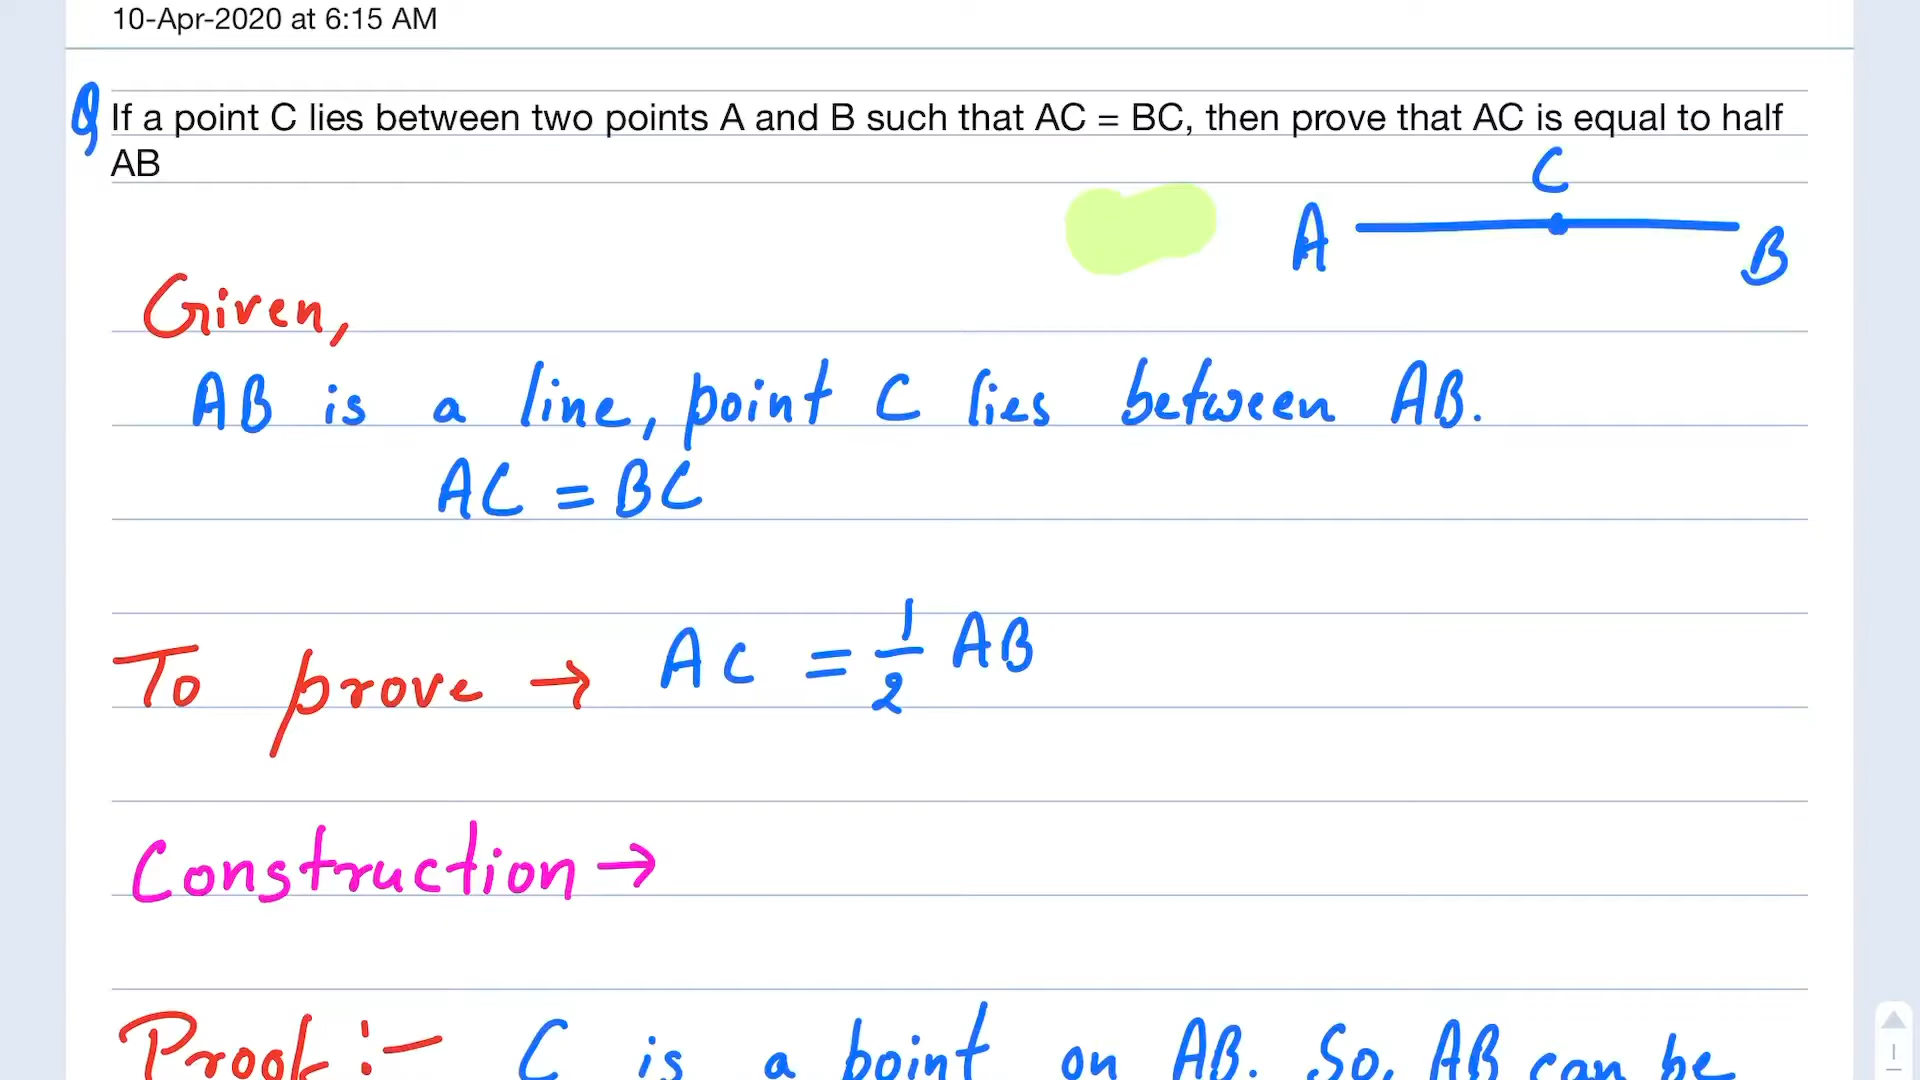 10-Apr-2020 at 6:15 AM
Q If a point C lies between two points A and B such that AC = BC, then prove that AC is equal to half
AB
C
A
B
Given,
AB is a line, point C lies between AB.
AC = BC
To prove → AC = 1/2 AB
Construction →
Proof :- C is a point on AB. So, AB can be